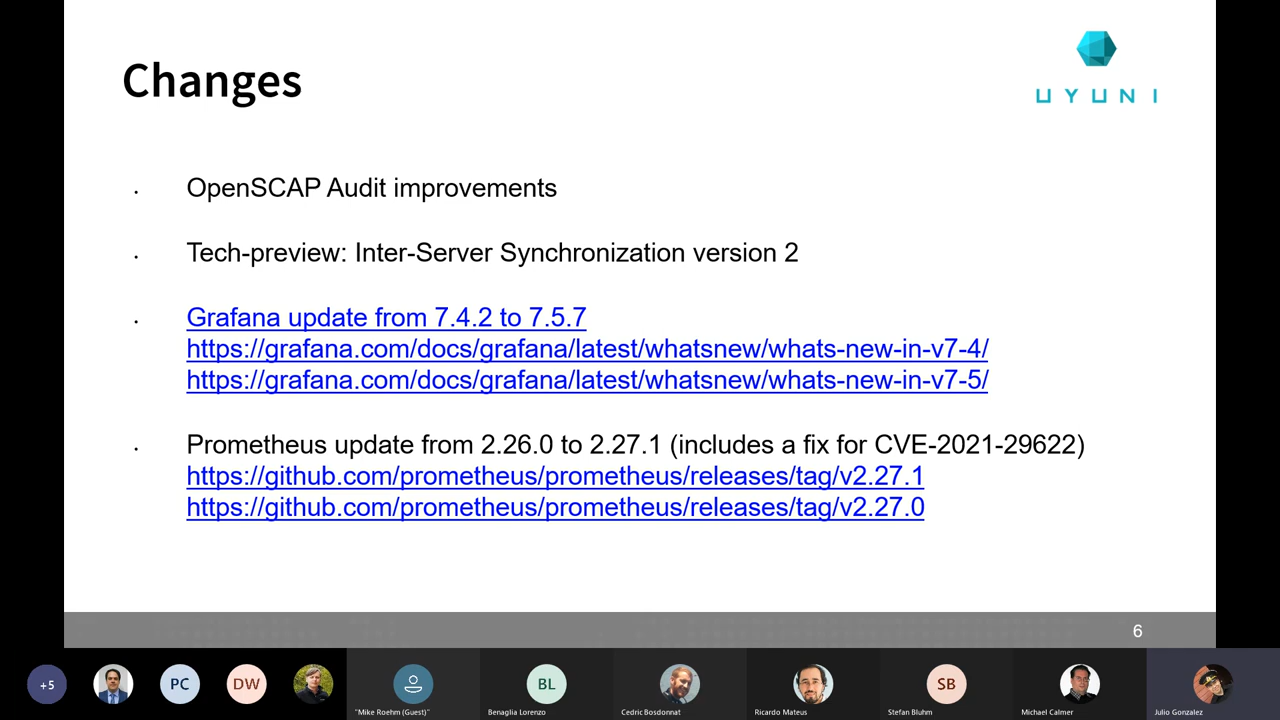 Changes
UYUNI
OpenSCAP Audit improvements
Tech-preview: Inter-Server Synchronization version 2
Grafana update from 7.4.2 to 7.5.7
https://grafana.com/docs/grafana/latest/whatsnew/whats-new-in-v7-4/
https://grafana.com/docs/grafana/latest/whatsnew/whats-new-in-v7-5/
Prometheus update from 2.26.0 to 2.27.1 (includes a fix for CVE-2021-29622)
https://github.com/prometheus/prometheus/releases/tag/v2.27.1
https://github.com/prometheus/prometheus/releases/tag/v2.27.0
6
+5
PC
DW
"Mike Roehm (Guest)"
BL
Benaglia Lorenzo
Cedric Bosdonnat
Ricardo Mateus
SB
Stefan Bluhm
Michael Calmer
Julio Gonzalez